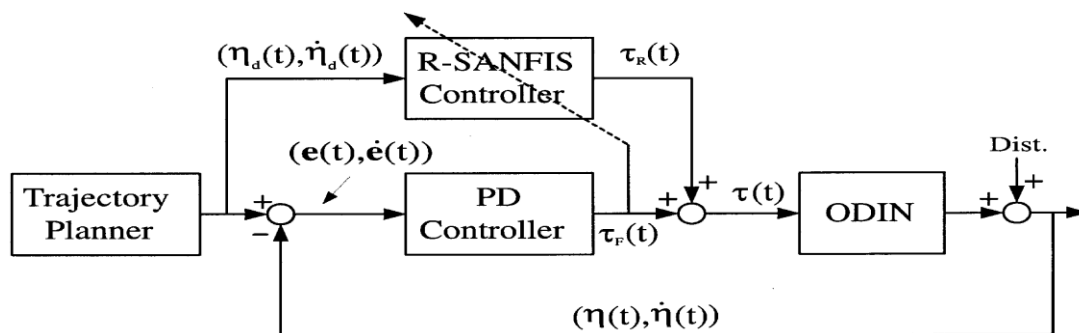 (η_d(t),η̇_d(t))
R-SANFIS
Controller
τ_R(t)
(e(t),ė(t))
Dist.
Trajectory
Planner
+
−
PD
Controller
τ_F(t)
+
+
τ(t)
ODIN
+
+
(η(t),η̇(t))